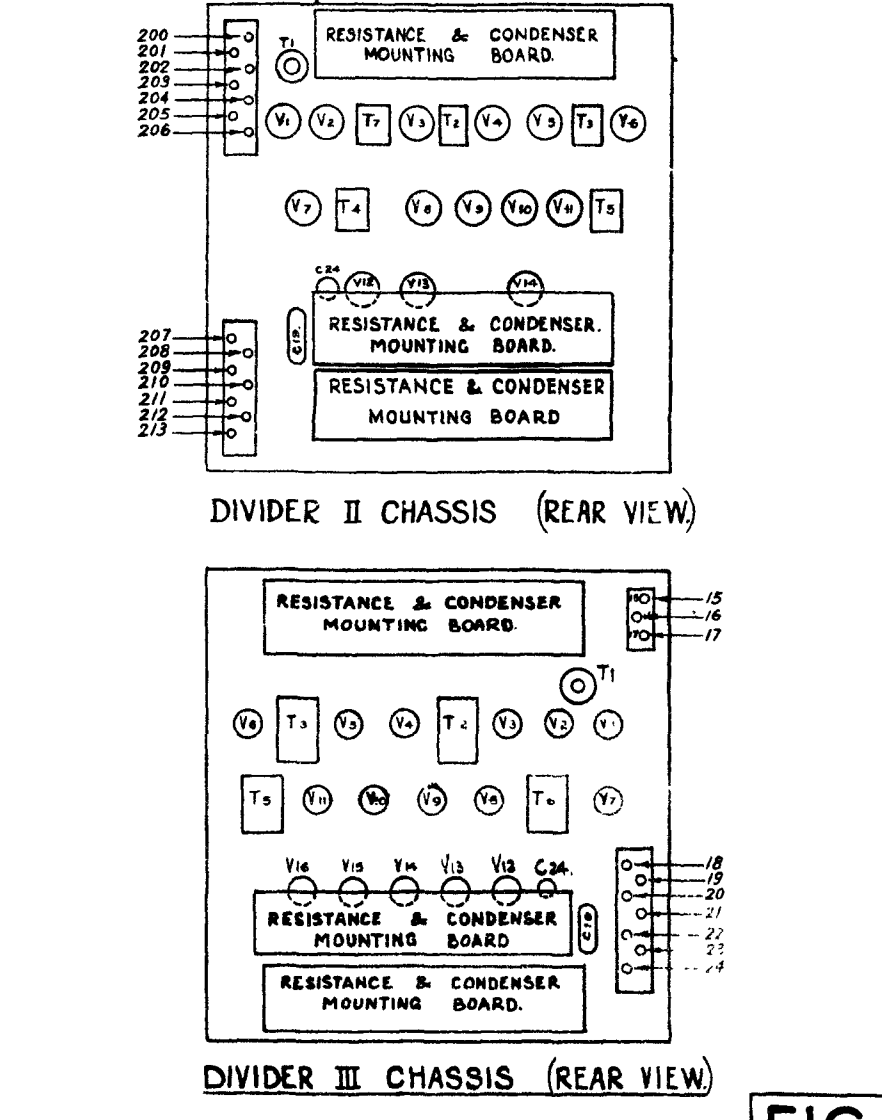 200
201
202
203
204
205
206
T1
RESISTANCE & CONDENSER
MOUNTING BOARD.
V1 V2 T7 V3 T2 V4 V5 T3 V6
V7 T4 V8 V9 V10 V11 T5
C24 V12 V13 V14
C19.
RESISTANCE & CONDENSER.
MOUNTING BOARD.
RESISTANCE & CONDENSER
MOUNTING BOARD
207
208
209
210
211
212
213
DIVIDER II CHASSIS (REAR VIEW.)
RESISTANCE & CONDENSER
MOUNTING BOARD.
15
16
17
T1
V6 T3 V5 V4 T2 V3 V2 V1
T5 V11 V10 V9 V8 T6 V7
V16 V15 V14 V13 V12 C24.
RESISTANCE & CONDENSER
MOUNTING BOARD
C19
RESISTANCE & CONDENSER
MOUNTING BOARD.
18
19
20
21
22
23
24
DIVIDER III CHASSIS (REAR VIEW.)
FIG